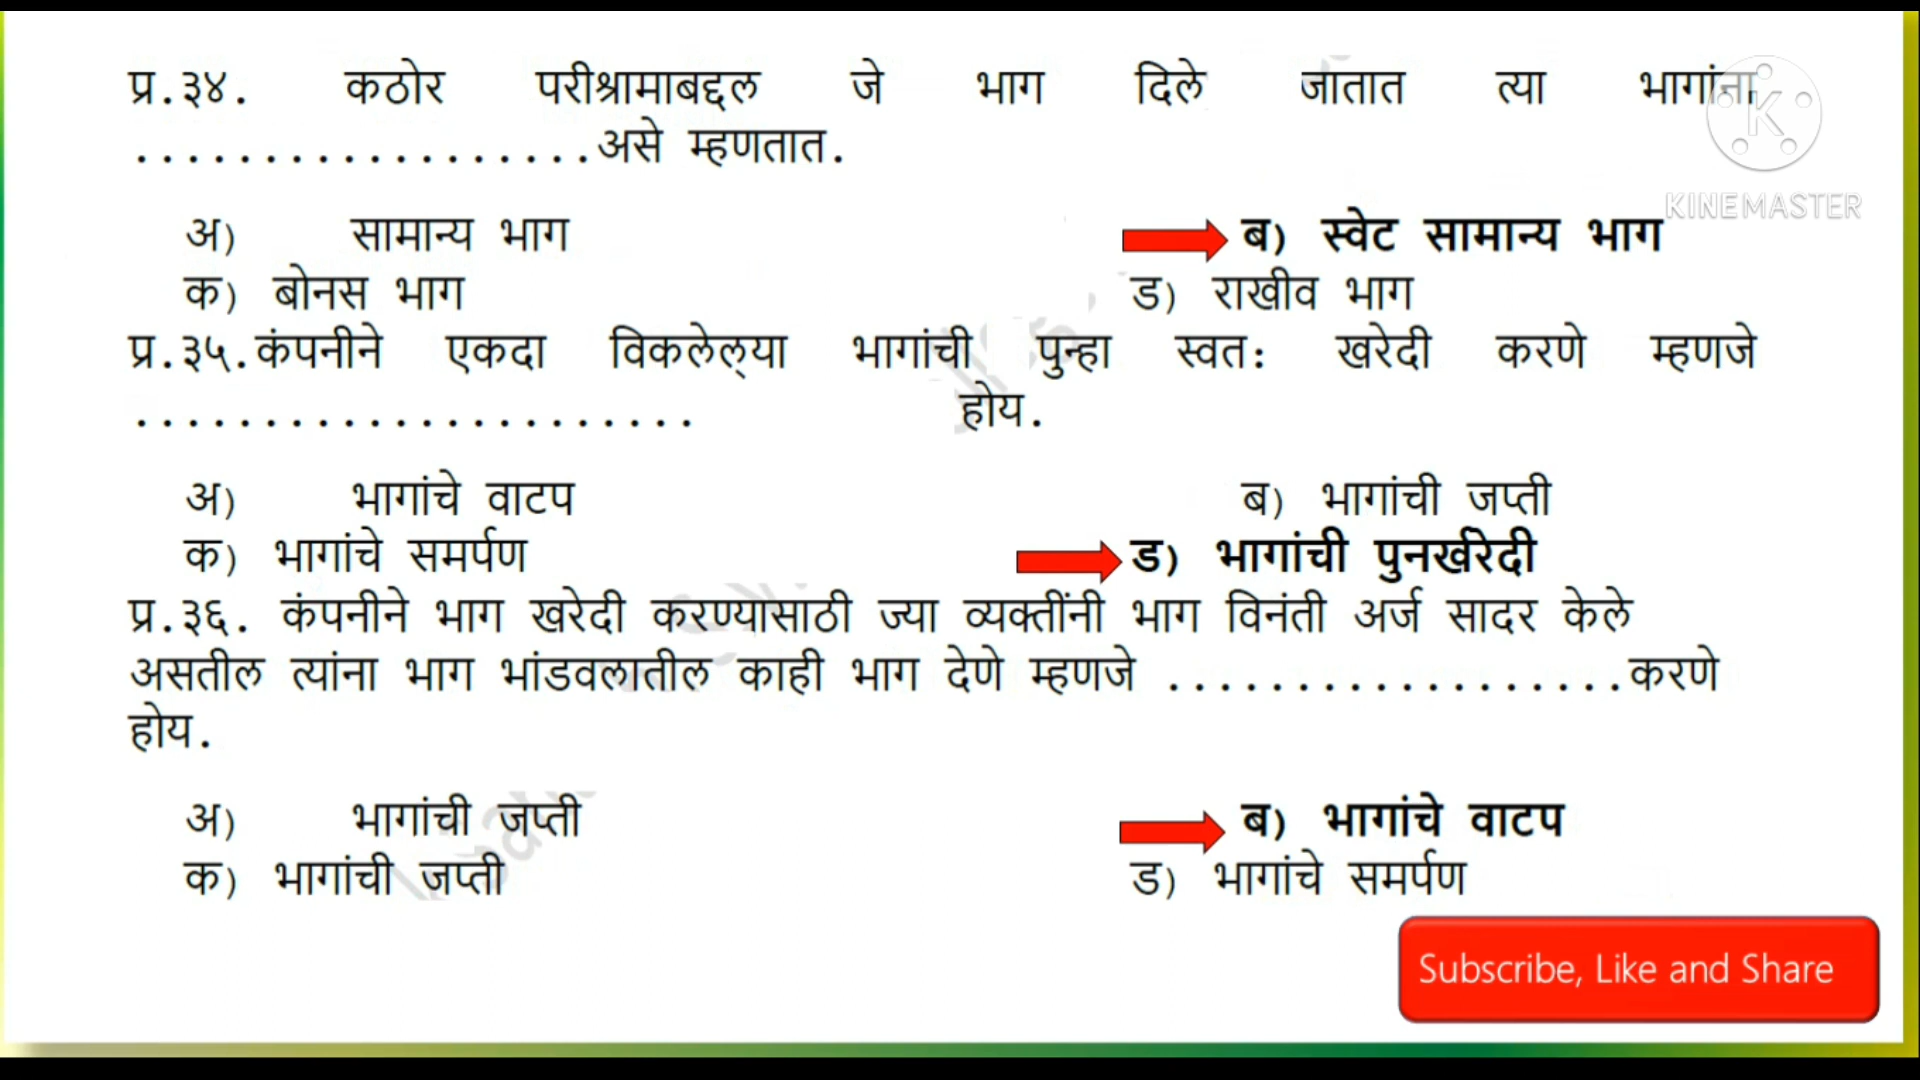 प्र.३४. कठोर परीश्रामाबद्दल जे भाग दिले जातात त्या भागांना
..................असे म्हणतात.
KINEMASTER
अ) सामान्य भाग ब) स्वेट सामान्य भाग
क) बोनस भाग ड) राखीव भाग
प्र.३५.कंपनीने एकदा विकलेल्‌या भागांची पुन्हा स्वतः खरेदी करणे म्हणजे
...................... होय.
अ) भागांचे वाटप ब) भागांची जप्ती
क) भागांचे समर्पण ड) भागांची पुनर्खरेदी
प्र.३६. कंपनीने भाग खरेदी करण्यासाठी ज्या व्यक्तींनी भाग विनंती अर्ज सादर केले
असतील त्यांना भाग भांडवलातील काही भाग देणे म्हणजे ..................करणे
होय.
अ) भागांची जप्ती ब) भागांचे वाटप
क) भागांची जप्ती ड) भागांचे समर्पण
Subscribe, Like and Share